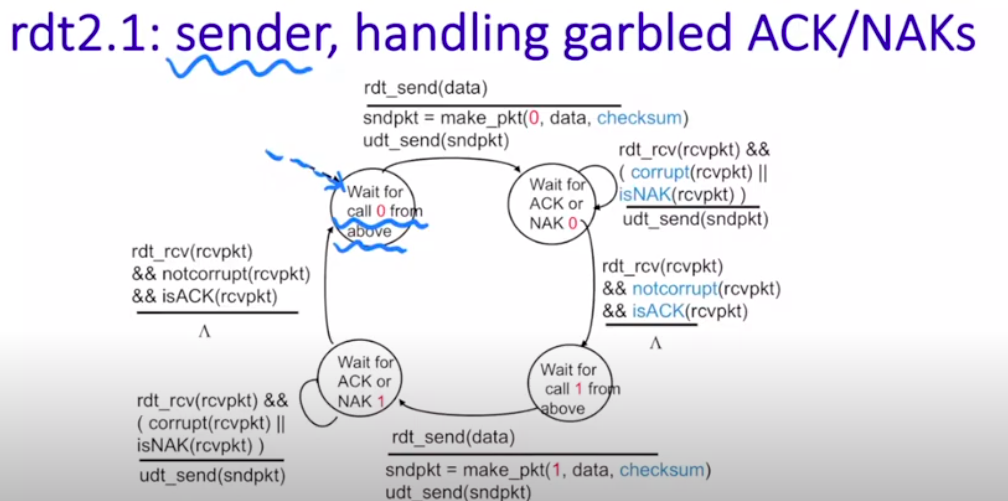 rdt2.1: sender, handling garbled ACK/NAKs
rdt_send(data)
sndpkt = make_pkt(0, data, checksum)
udt_send(sndpkt)
Wait for
call 0 from
above
Wait for
ACK or
NAK 0
rdt_rcv(rcvpkt) &&
( corrupt(rcvpkt) ||
isNAK(rcvpkt) )
udt_send(sndpkt)
rdt_rcv(rcvpkt)
&& notcorrupt(rcvpkt)
&& isACK(rcvpkt)
Λ
rdt_rcv(rcvpkt)
&& notcorrupt(rcvpkt)
&& isACK(rcvpkt)
Λ
Wait for
ACK or
NAK 1
Wait for
call 1 from
above
rdt_rcv(rcvpkt) &&
( corrupt(rcvpkt) ||
isNAK(rcvpkt) )
udt_send(sndpkt)
rdt_send(data)
sndpkt = make_pkt(1, data, checksum)
udt_send(sndpkt)